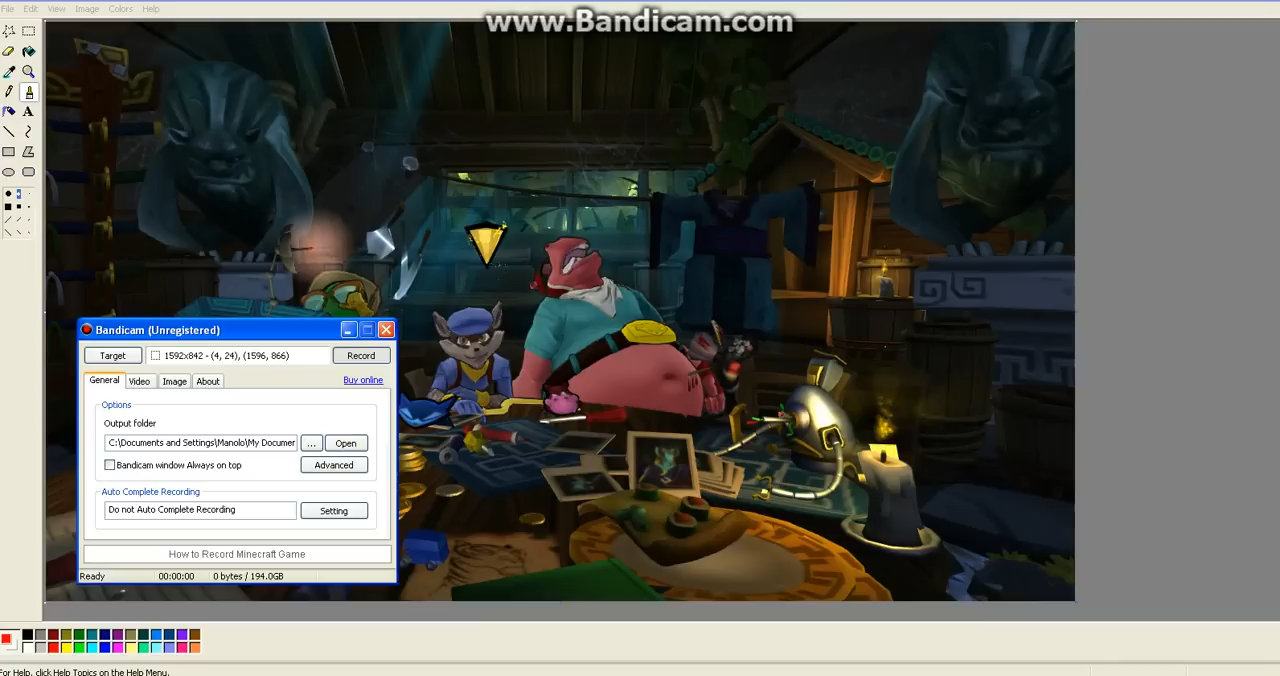 File Edit View Image Colors Help
www.Bandicam.com
Bandicam (Unregistered)
Target 1592x842 - (4, 24), (1596, 866) Record
General Video Image About Buy online
Options
Output folder
C:\Documents and Settings\Manolo\My Documer ... Open
Bandicam window Always on top Advanced
Auto Complete Recording
Do not Auto Complete Recording Setting
How to Record Minecraft Game
Ready 00:00:00 0 bytes / 194.0GB
For Help, click Help Topics on the Help Menu.